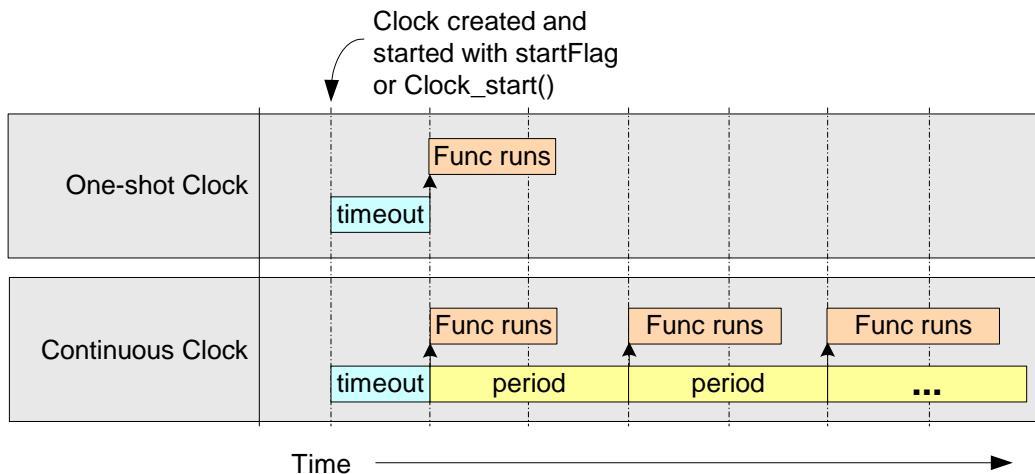 Clock created and
started with startFlag
or Clock_start()
One-shot Clock
Func runs
timeout
Continuous Clock
Func runs
Func runs
Func runs
timeout
period
period
...
Time